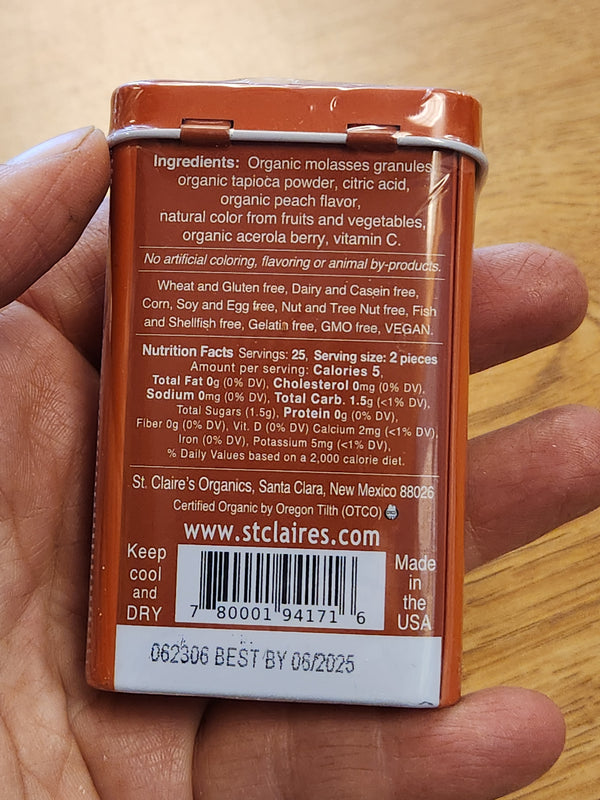 Ingredients: Organic molasses granules,
organic tapioca powder, citric acid,
organic peach flavor,
natural color from fruits and vegetables,
organic acerola berry, vitamin C.
No artificial coloring, flavoring or animal by-products.
Wheat and Gluten free, Dairy and Casein free,
Corn, Soy and Egg free, Nut and Tree Nut free, Fish
and Shellfish free, Gelatin free, GMO free, VEGAN.
Nutrition Facts Servings: 25, Serving size: 2 pieces
Amount per serving: Calories 5,
Total Fat 0g (0% DV), Cholesterol 0mg (0% DV),
Sodium 0mg (0% DV), Total Carb. 1.5g (<1% DV),
Total Sugars (1.5g), Protein 0g (0% DV),
Fiber 0g (0% DV), Vit. D (0% DV) Calcium 2mg (<1% DV),
Iron (0% DV), Potassium 5mg (<1% DV),
% Daily Values based on a 2,000 calorie diet.
St. Claire's Organics, Santa Clara, New Mexico 88026
Certified Organic by Oregon Tilth (OTCO)
www.stclaires.com
Keep
cool
and
DRY
7 80001 94171 6
Made
in
the
USA
062306 BEST BY 06/2025